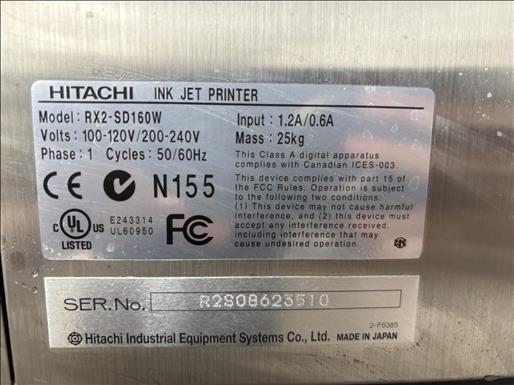 HITACHI INK JET PRINTER
Model: RX2-SD160W Input: 1.2A/0.6A
Volts: 100-120V/200-240V Mass: 25kg
Phase: 1 Cycles: 50/60Hz
This Class A digital apparatus
complies with Canadian ICES-003.
CE N155
This device complies with part 15 of
the FCC Rules. Operation is subject to
the following two conditions:
(1) This device may not cause harmful
interference, and (2) this device must
accept any interference received,
including interference that may
cause undesired operation.
C UL US
LISTED
E243314
UL60950
FC
SER.No. R2S08623510
2-F6385
Hitachi Industrial Equipment Systems Co., Ltd. MADE IN JAPAN